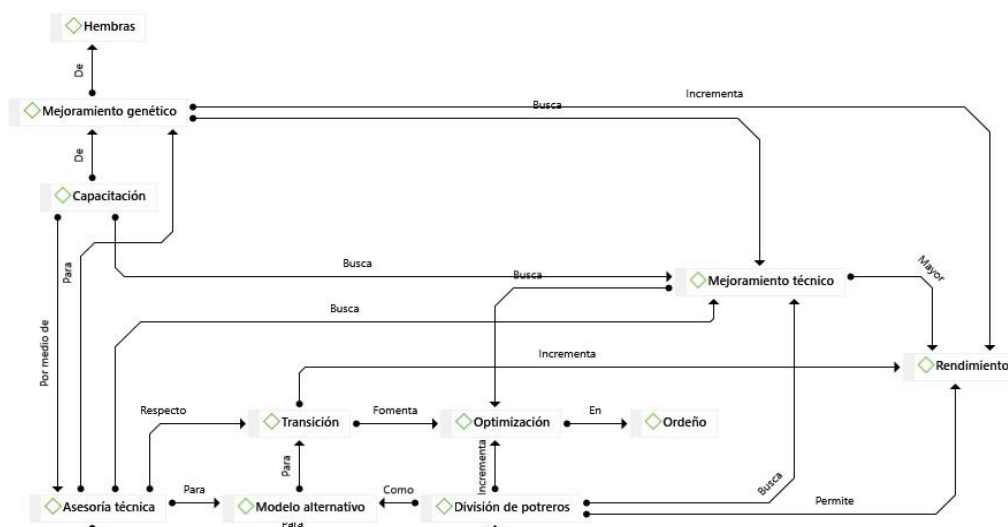 Hembras
De
Mejoramiento genético
Incrementa
Busca
De
Capacitación
Para
Busca
Busca
Mejoramiento técnico
Mayor
Busca
Por medio de
Incrementa
Rendimiento
Respecto
Transición
Fomenta
Optimización
En
Ordeño
Para
Incrementa
Busca
Asesoría técnica
Para
Modelo alternativo
Como
División de potreros
Permite
Para